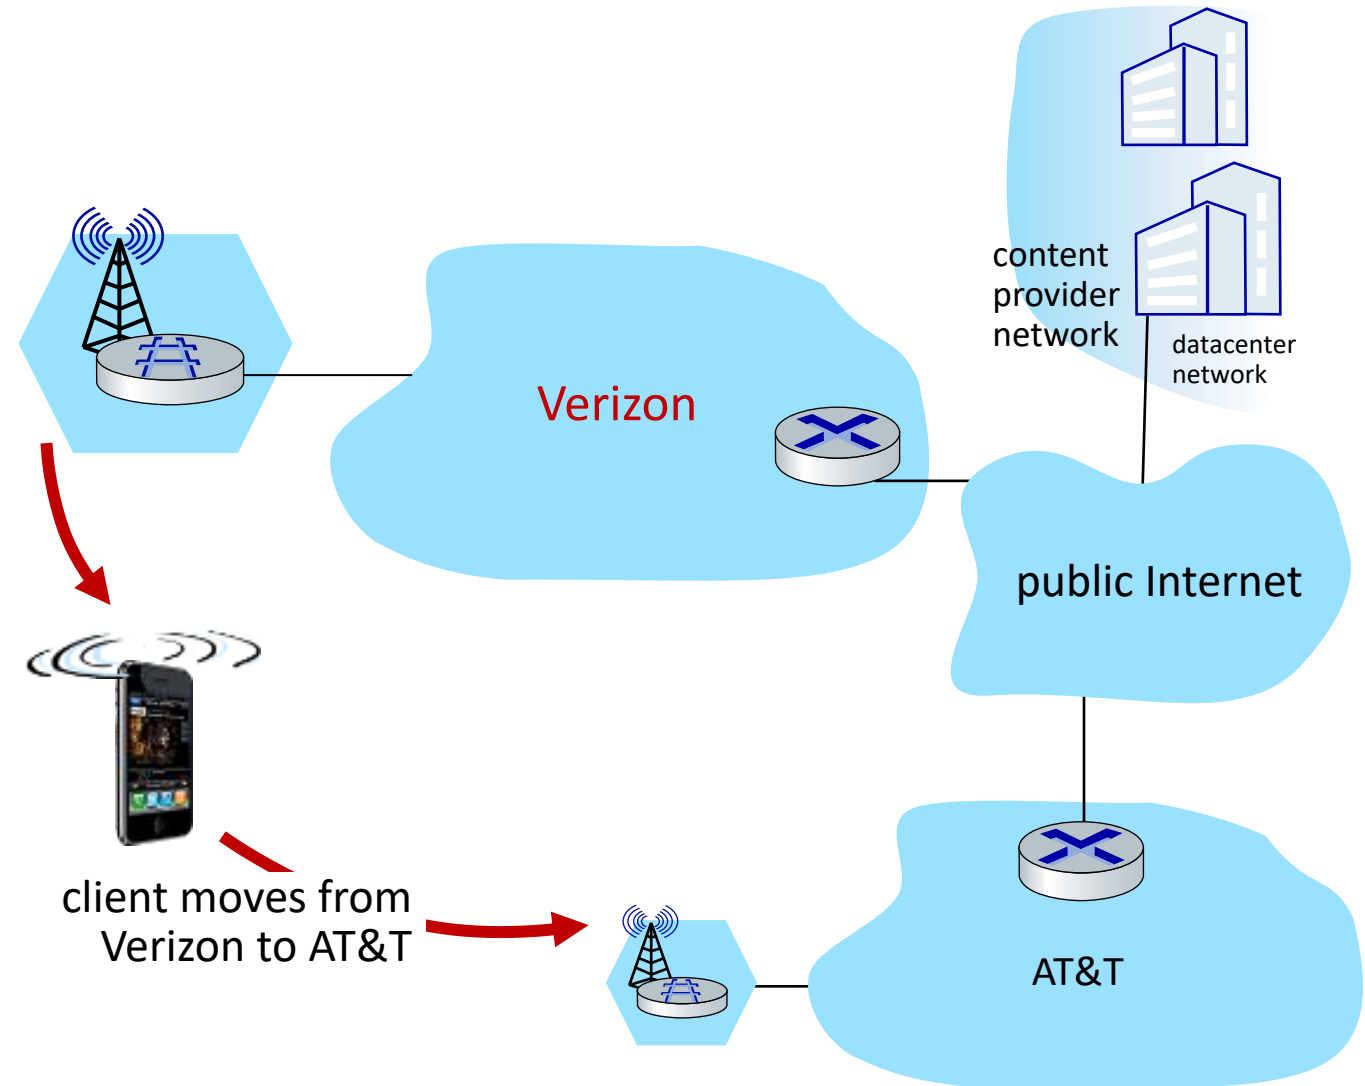 content
provider
network
datacenter
network
Verizon
public Internet
client moves from
Verizon to AT&T
AT&T